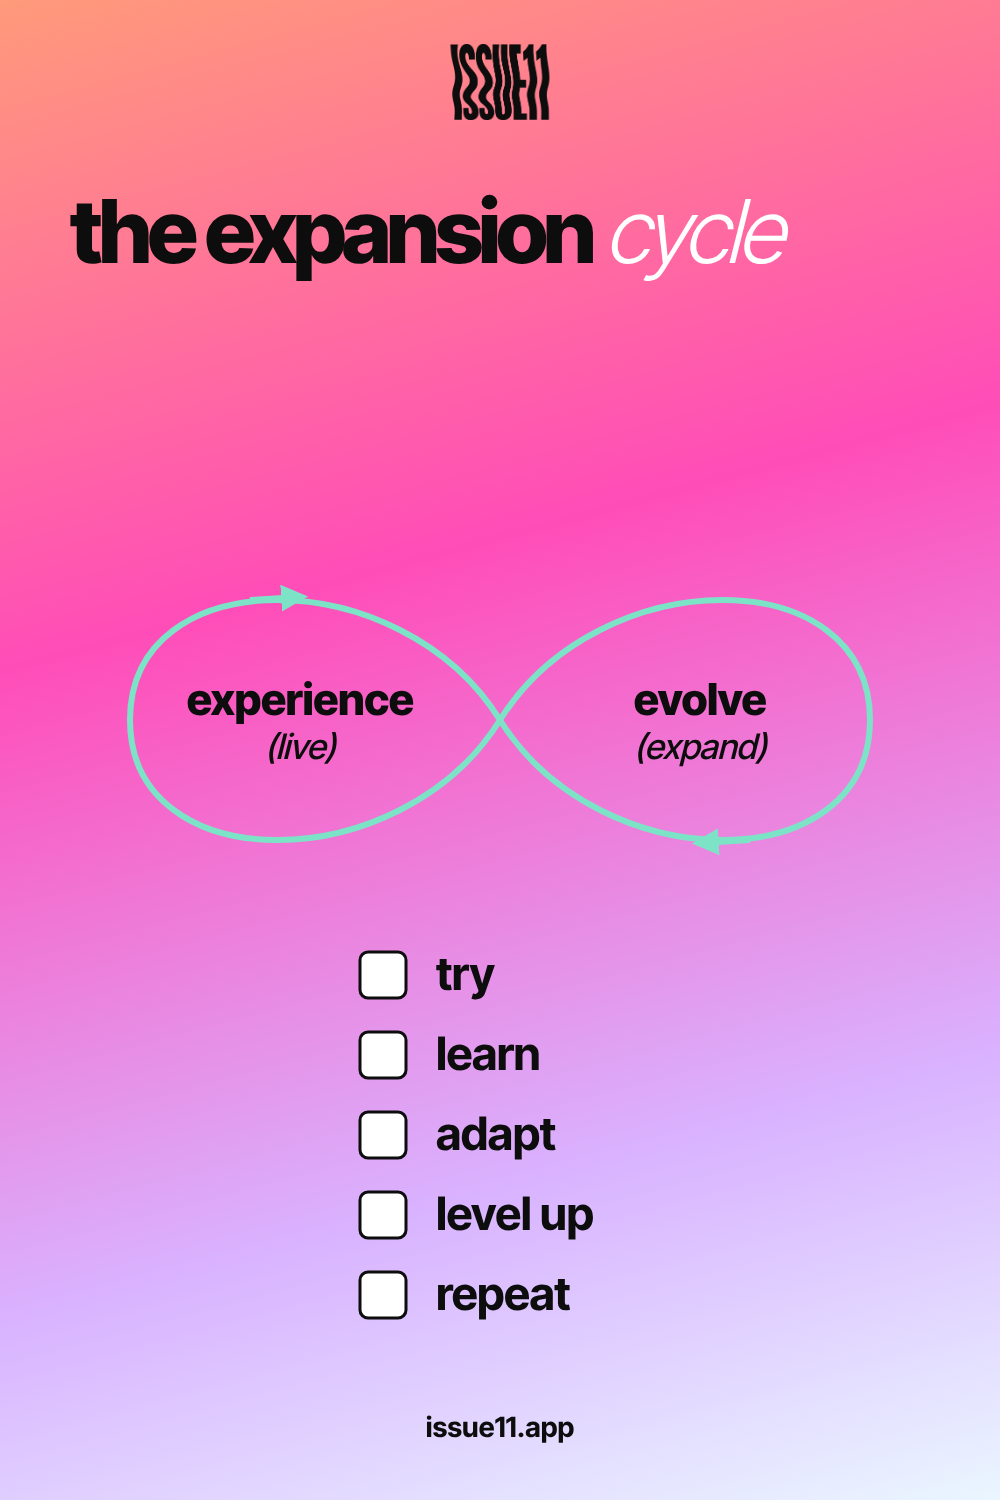 ISSUE11
the expansion cycle
experience
(live)
evolve
(expand)
try
learn
adapt
level up
repeat
issue11.app